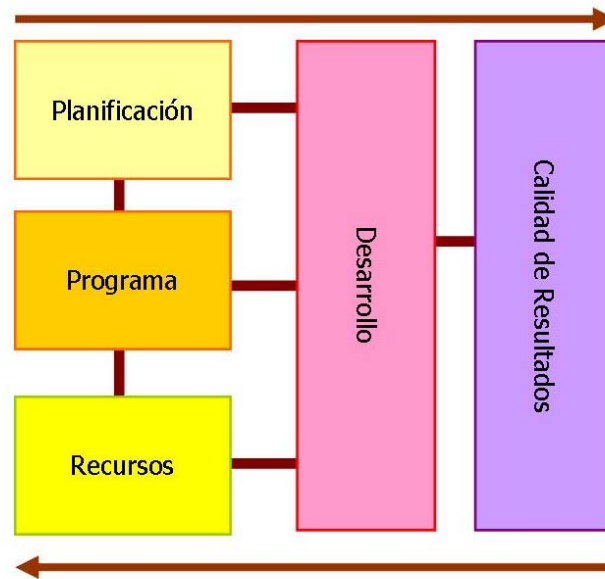 Planificación
Programa
Recursos
Desarrollo
Calidad de Resultados